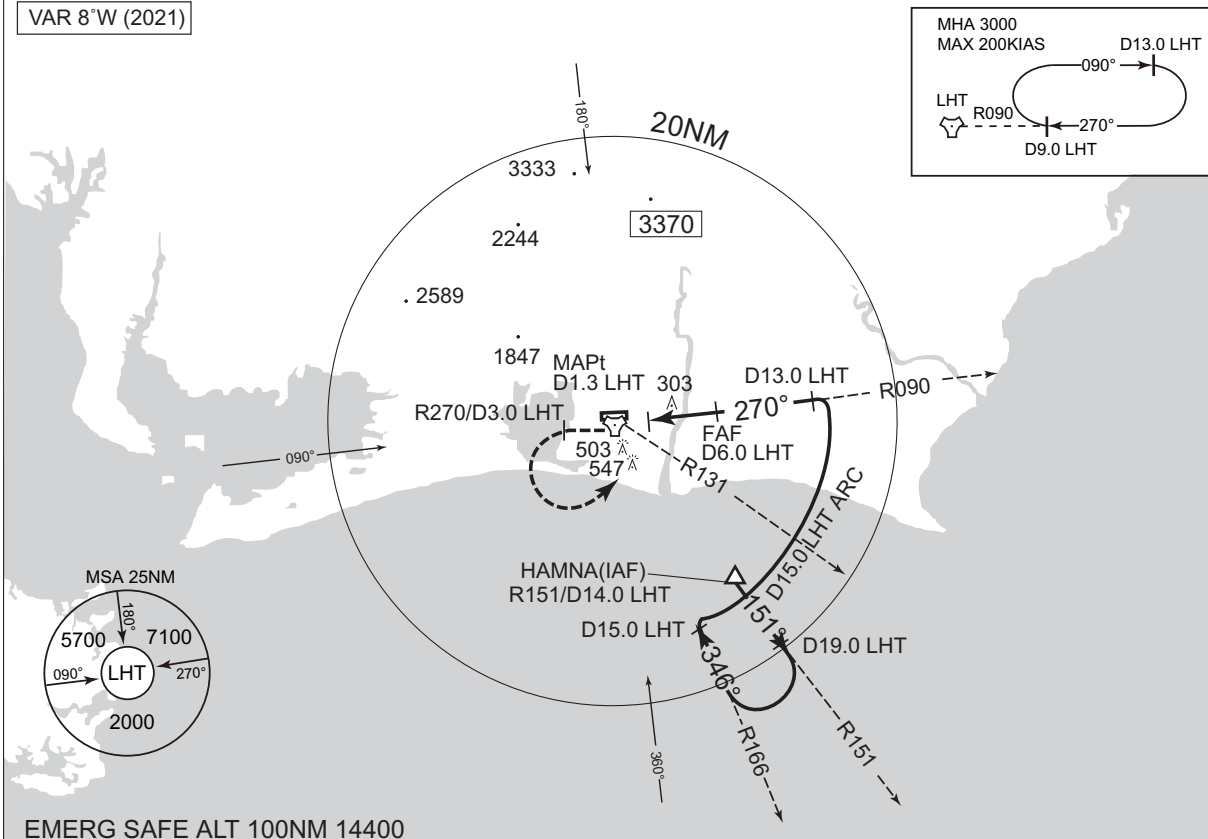 VAR 8˚W (2021)
MHA 3000
MAX 200KIAS
D13.0 LHT
090°
LHT
R090
270°
D9.0 LHT
180°
20NM
3333
3370
2244
2589
1847
MAPt
D1.3 LHT
303
D13.0 LHT
R090
R270/D3.0 LHT
270°
FAF
D6.0 LHT
503
547
R131
090°
D15.0 LHT ARC
HAMNA(IAF)
R151/D14.0 LHT
151°
D15.0 LHT
D19.0 LHT
346°
R166
R151
360°
MSA 25NM
180°
5700
7100
090°
LHT
270°
2000
EMERG SAFE ALT 100NM 14400